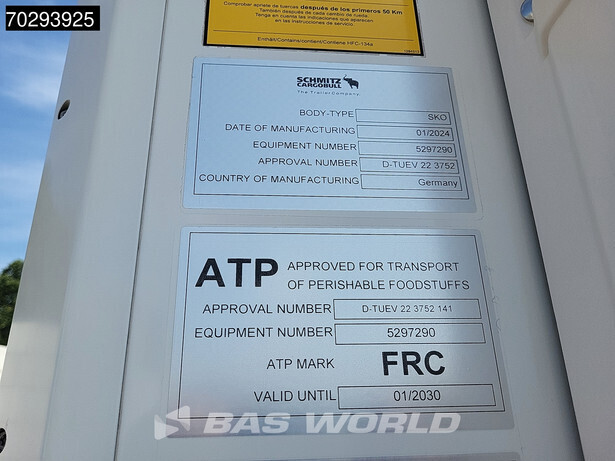 70293925
Comprobar apriete de tuercas después de los primeros 50 Km
También después de cada cambio de rueda.
Tenga en cuenta las indicaciones que aparecen
en las instrucciones de servicio.
Enthält/Contains/contient/Contiene HFC-134a
SCHMITZ
CARGOBULL
The Trailer Company.
BODY-TYPE SKO
DATE OF MANUFACTURING 01/2024
EQUIPMENT NUMBER 5297290
APPROVAL NUMBER D-TUEV 22 3752
COUNTRY OF MANUFACTURING Germany
ATP APPROVED FOR TRANSPORT
OF PERISHABLE FOODSTUFFS
APPROVAL NUMBER D-TUEV 22 3752 141
EQUIPMENT NUMBER 5297290
ATP MARK FRC
VALID UNTIL 01/2030
BAS WORLD